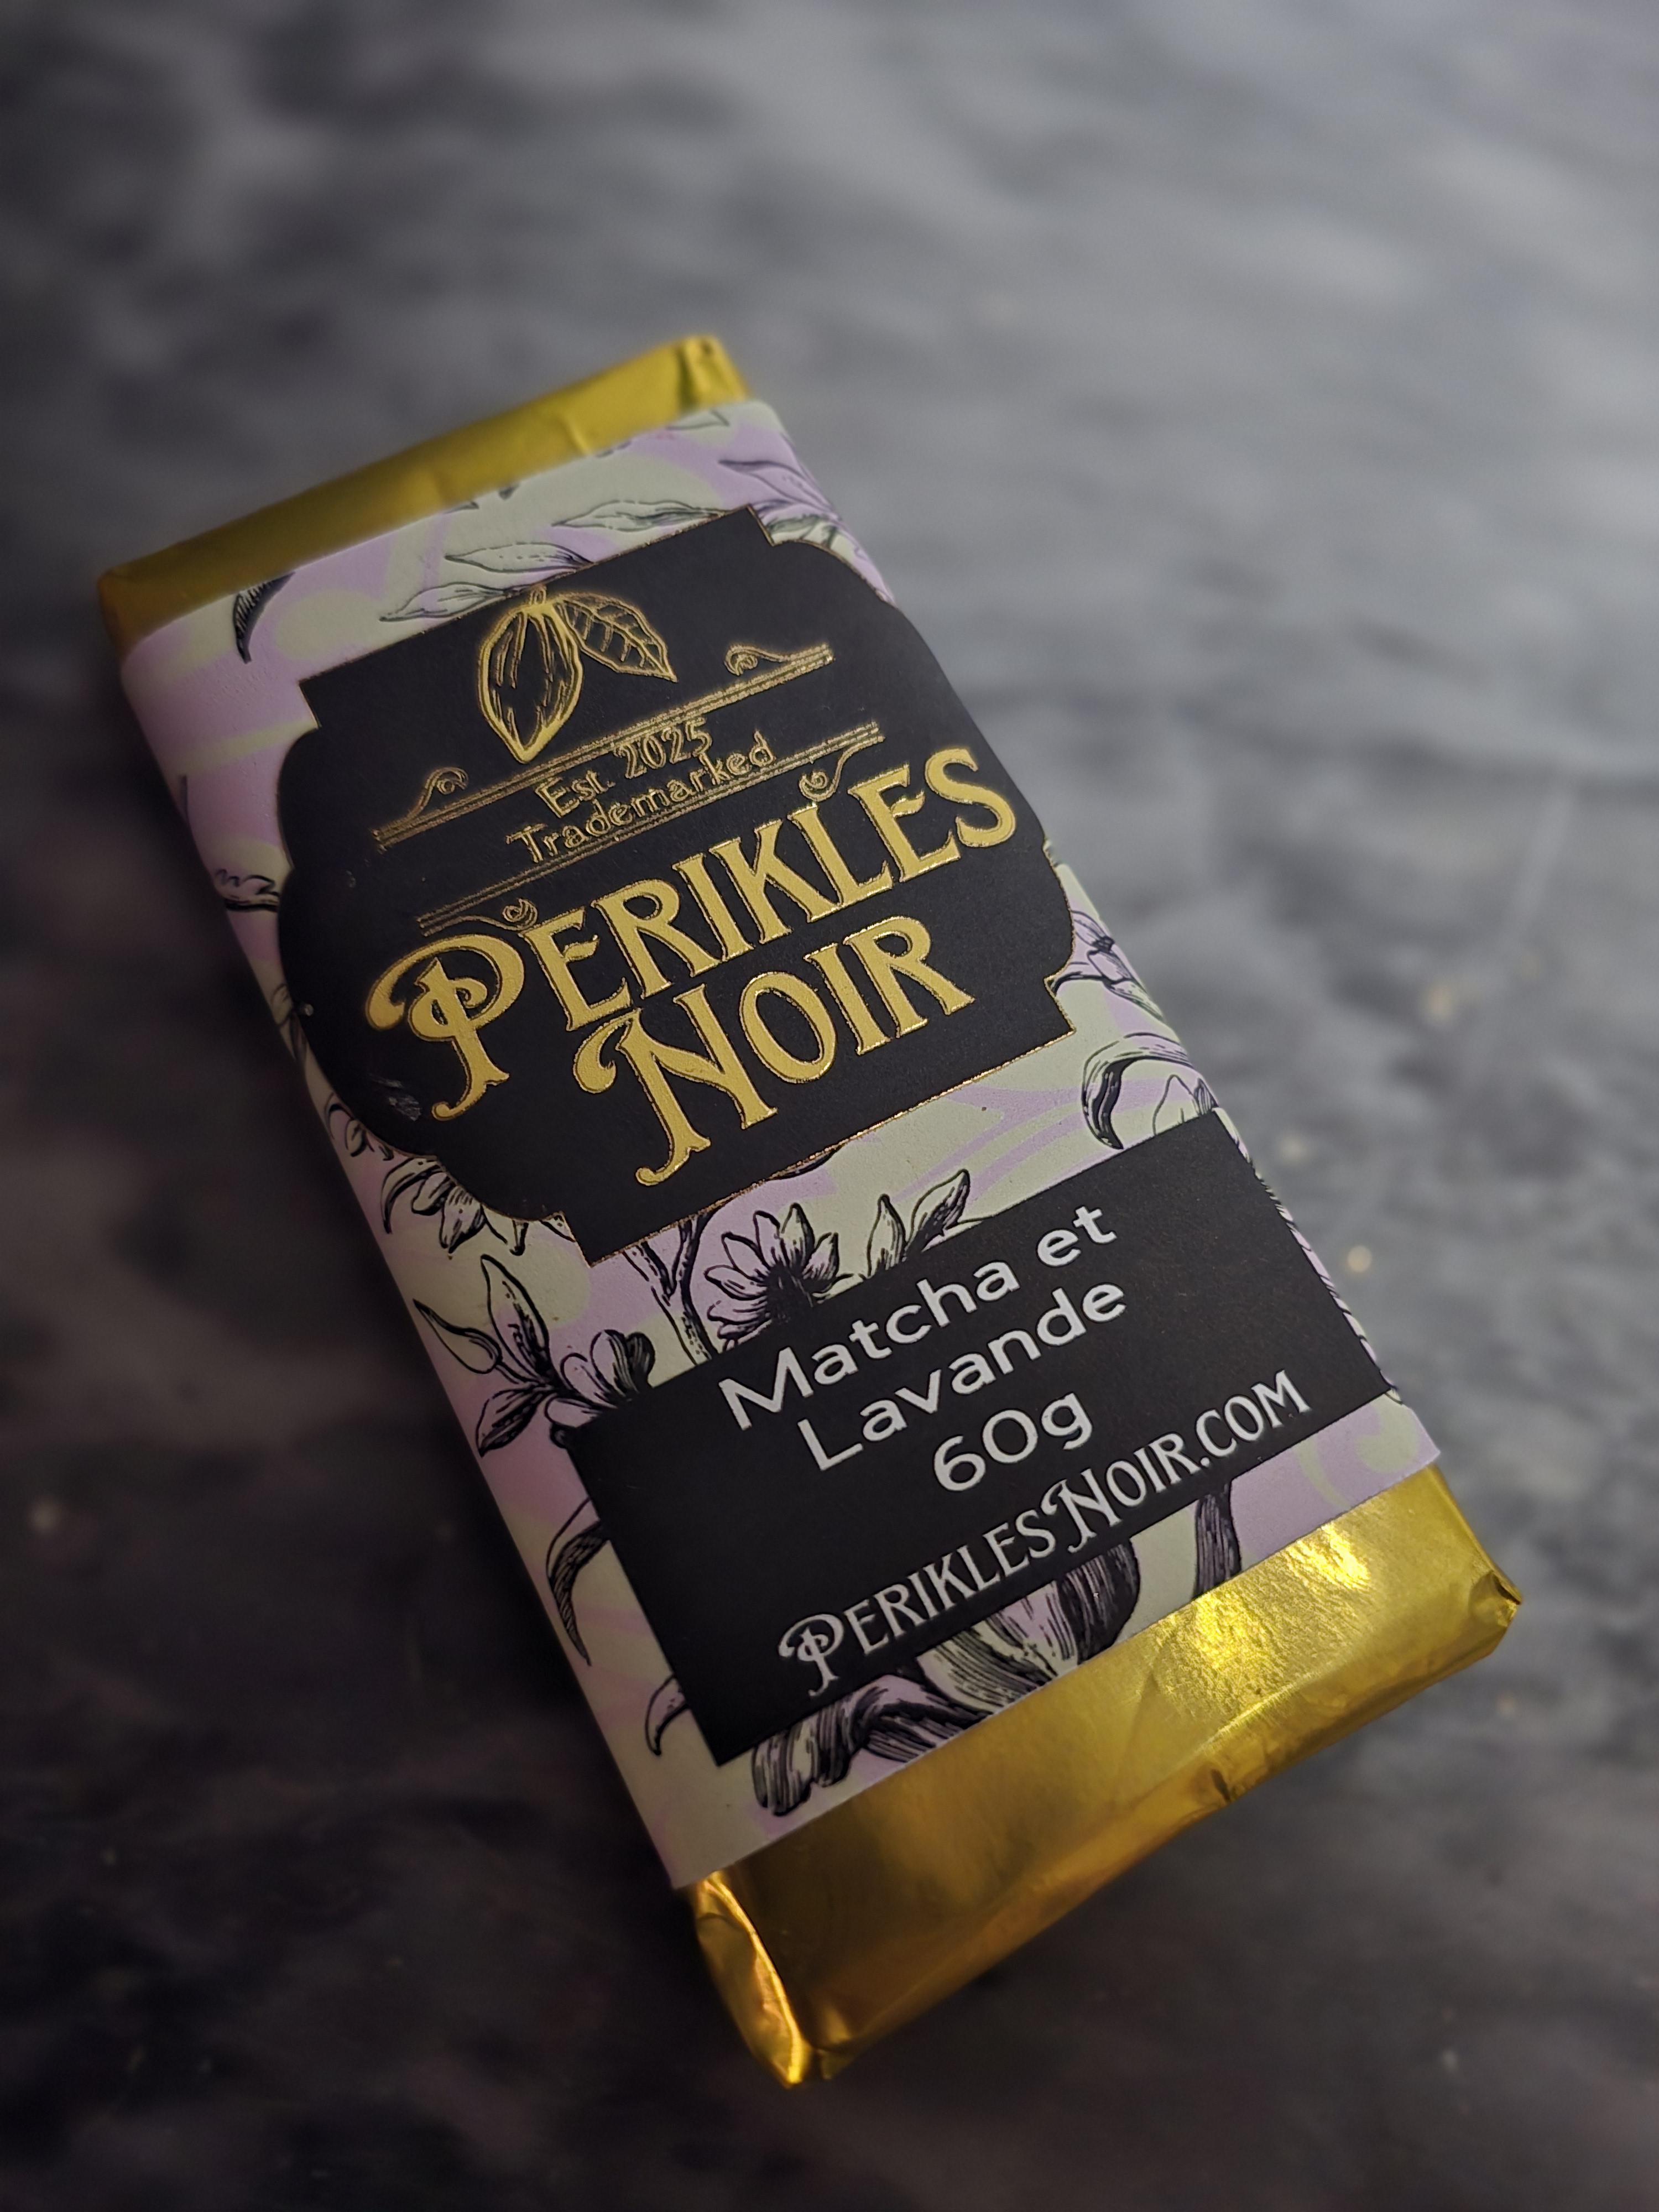 Est. 2025
Trademarked
PERIKLES
NOIR
Matcha et
Lavande
60g
PERIKLESNOIR.COM